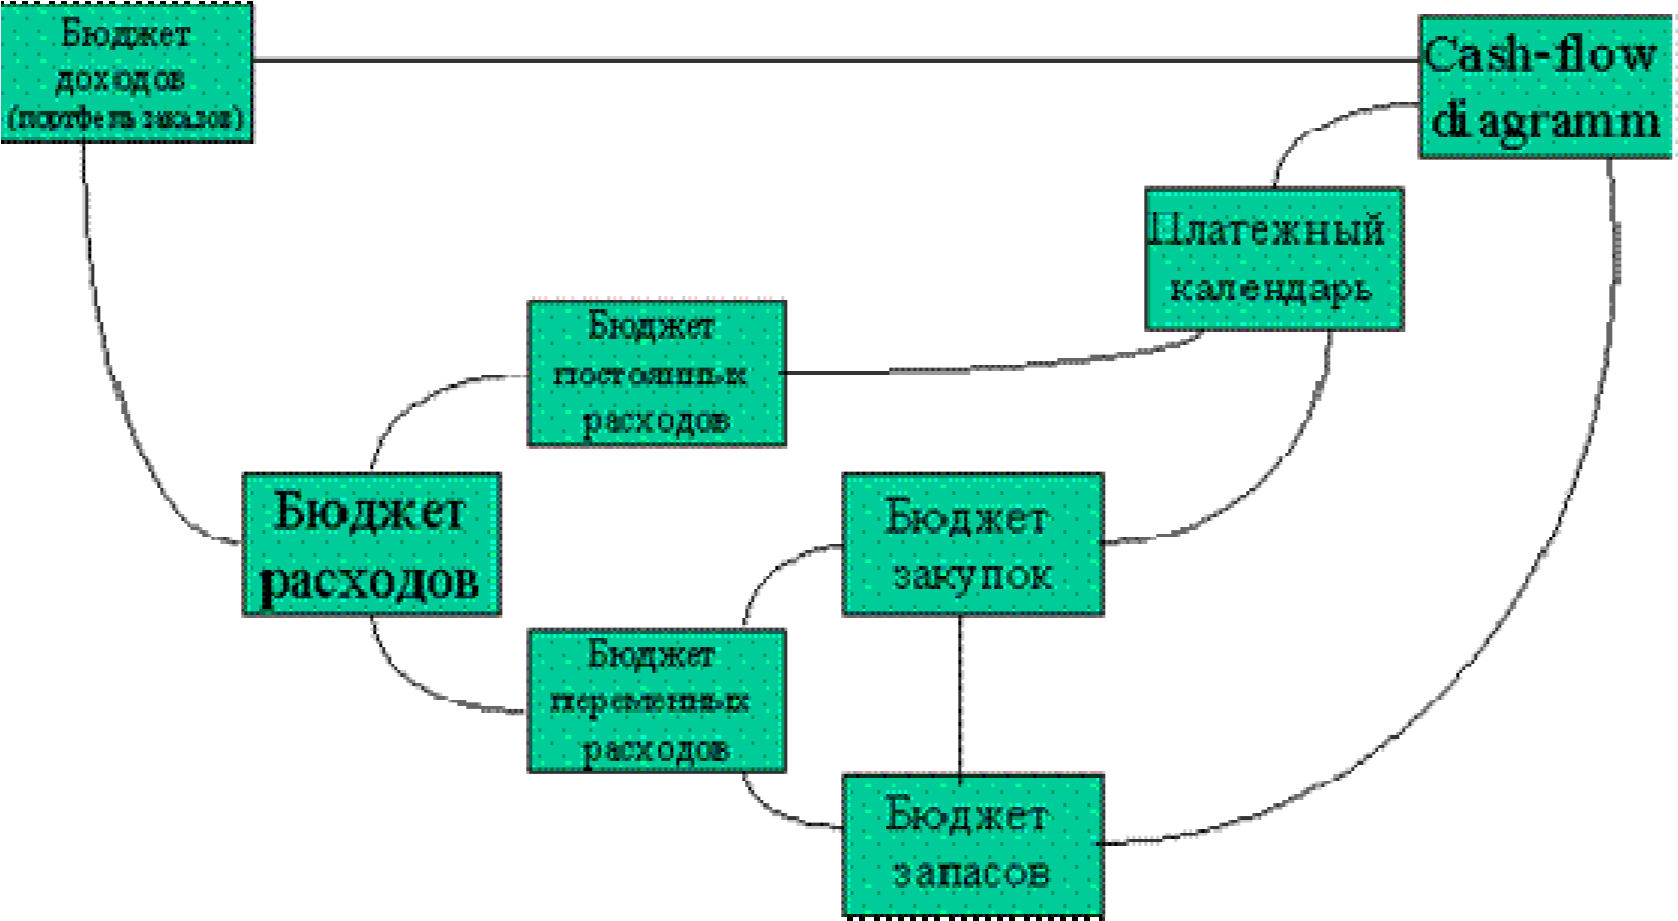 Бюджет
доходов
(портфель заказов)
Cash-flow
diagramm
Платежный
календарь
Бюджет
постоянных
расходов
Бюджет
расходов
Бюджет
закупок
Бюджет
переменных
расходов
Бюджет
запасов